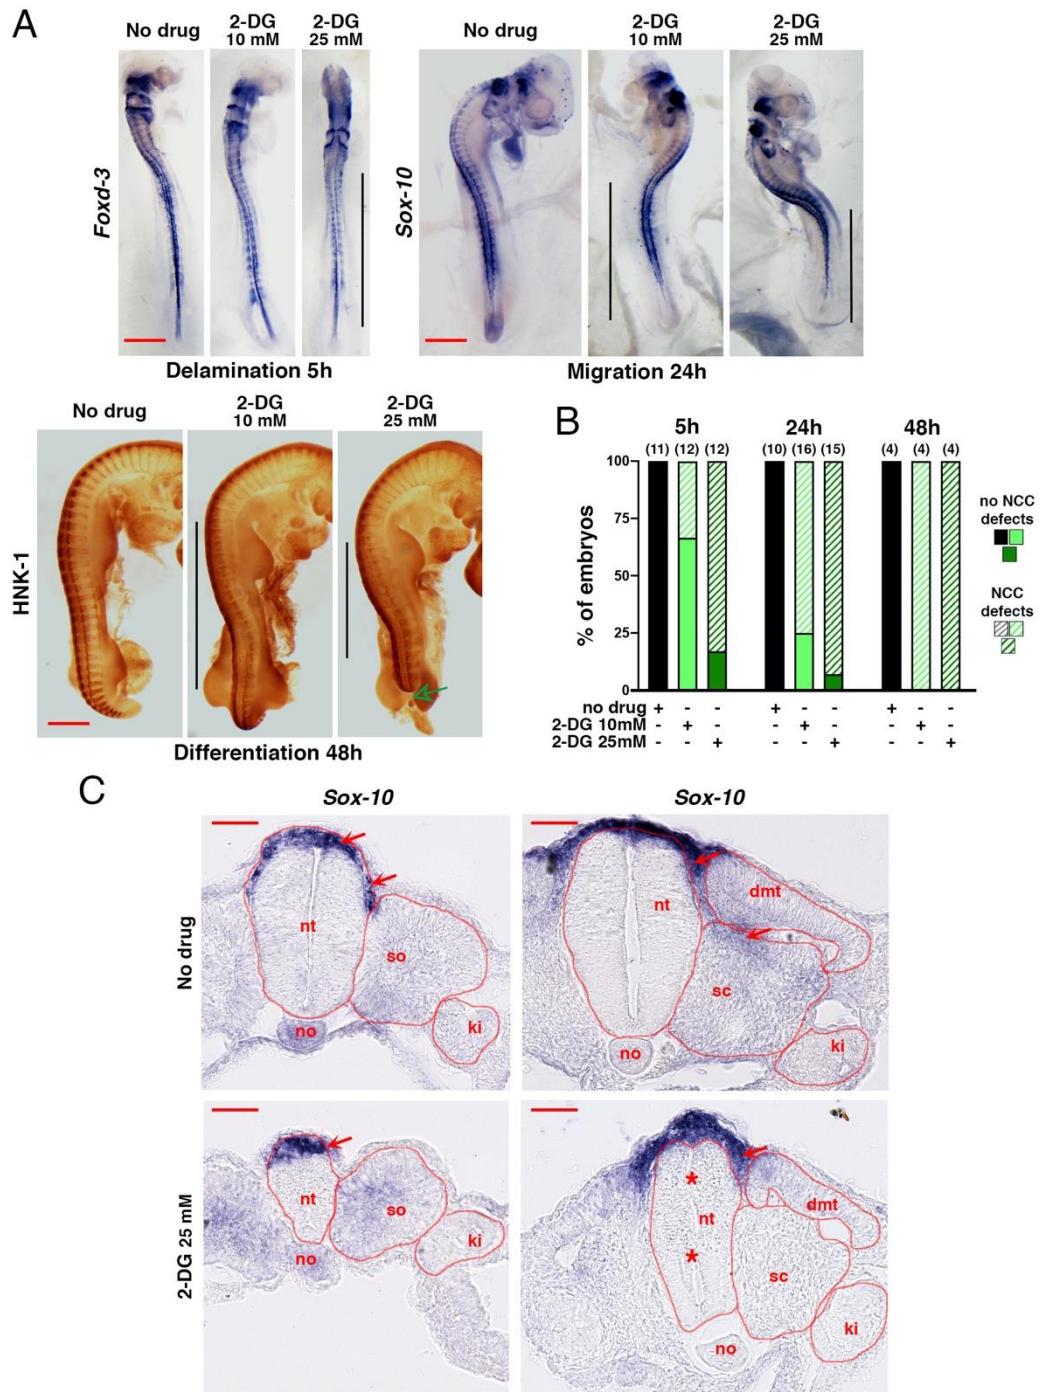 A
No drug
2-DG
10 mM
2-DG
25 mM
No drug
2-DG
10 mM
2-DG
25 mM
Foxd-3
Sox-10
Delamination 5h
Migration 24h
No drug
2-DG
10 mM
2-DG
25 mM
HNK-1
Differentiation 48h
B
5h
24h
48h
(11)
(12)
(12)
(10)
(16)
(15)
(4)
(4)
(4)
100
75
50
25
0
% of embryos
no NCC
defects
NCC
defects
no drug + - - + - - + - -
2-DG 10mM - + - - + - - + -
2-DG 25mM - - + - - + - - +
C
Sox-10
Sox-10
No drug
nt
so
no
ki
nt
dmt
sc
no
ki
2-DG 25 mM
nt
so
no
ki
*
nt
dmt
*
sc
no
ki